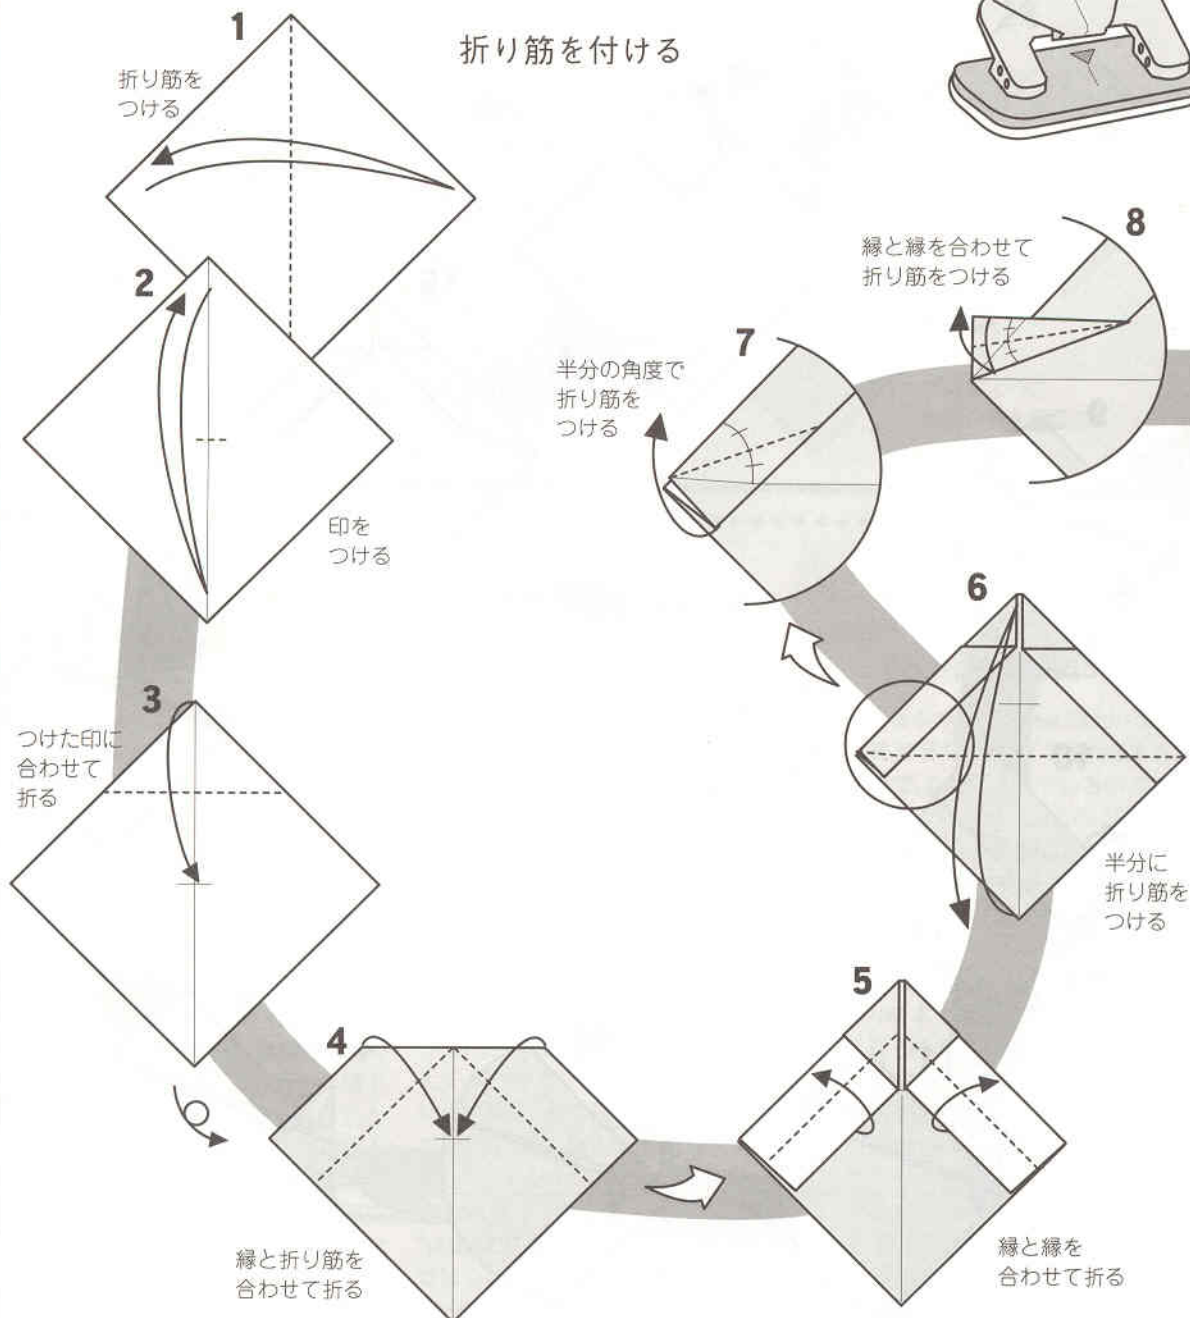 折り筋を付ける
1
折り筋を
つける
2
印を
つける
3
つけた印に
合わせて
折る
4
縁と折り筋を
合わせて折る
5
縁と縁を
合わせて折る
6
半分に
折り筋を
つける
7
半分の角度で
折り筋を
つける
8
縁と縁を合わせて
折り筋をつける